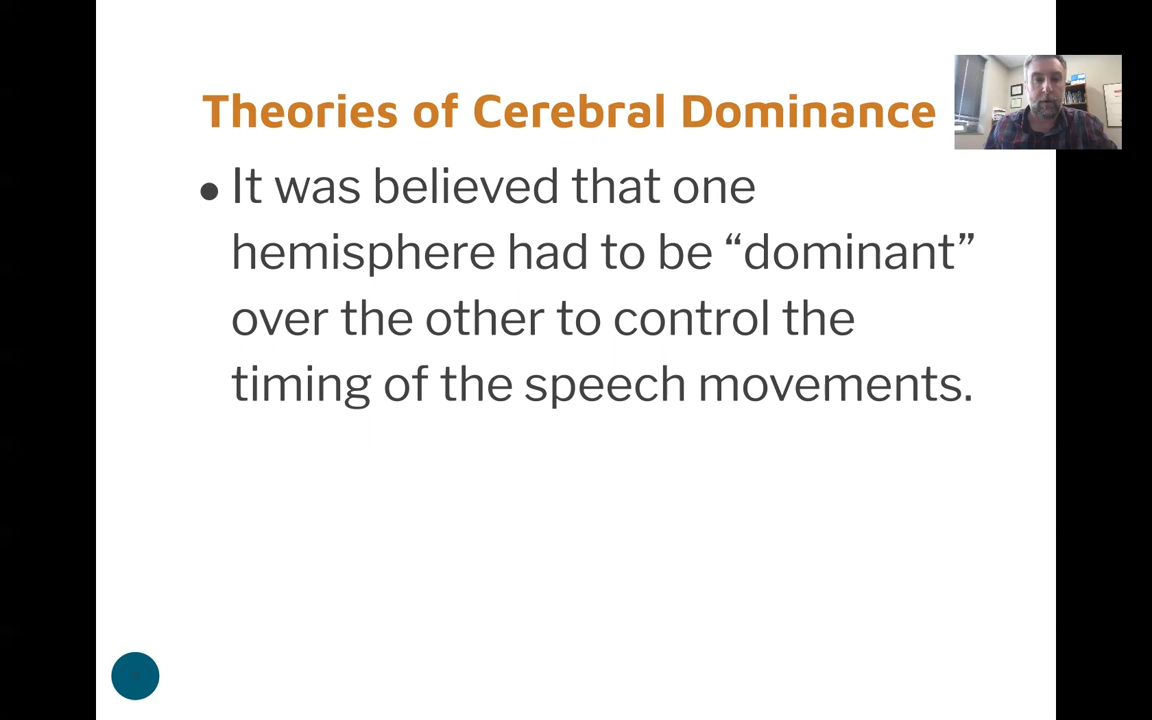 Theories of Cerebral Dominance
• It was believed that one
hemisphere had to be “dominant”
over the other to control the
timing of the speech movements.